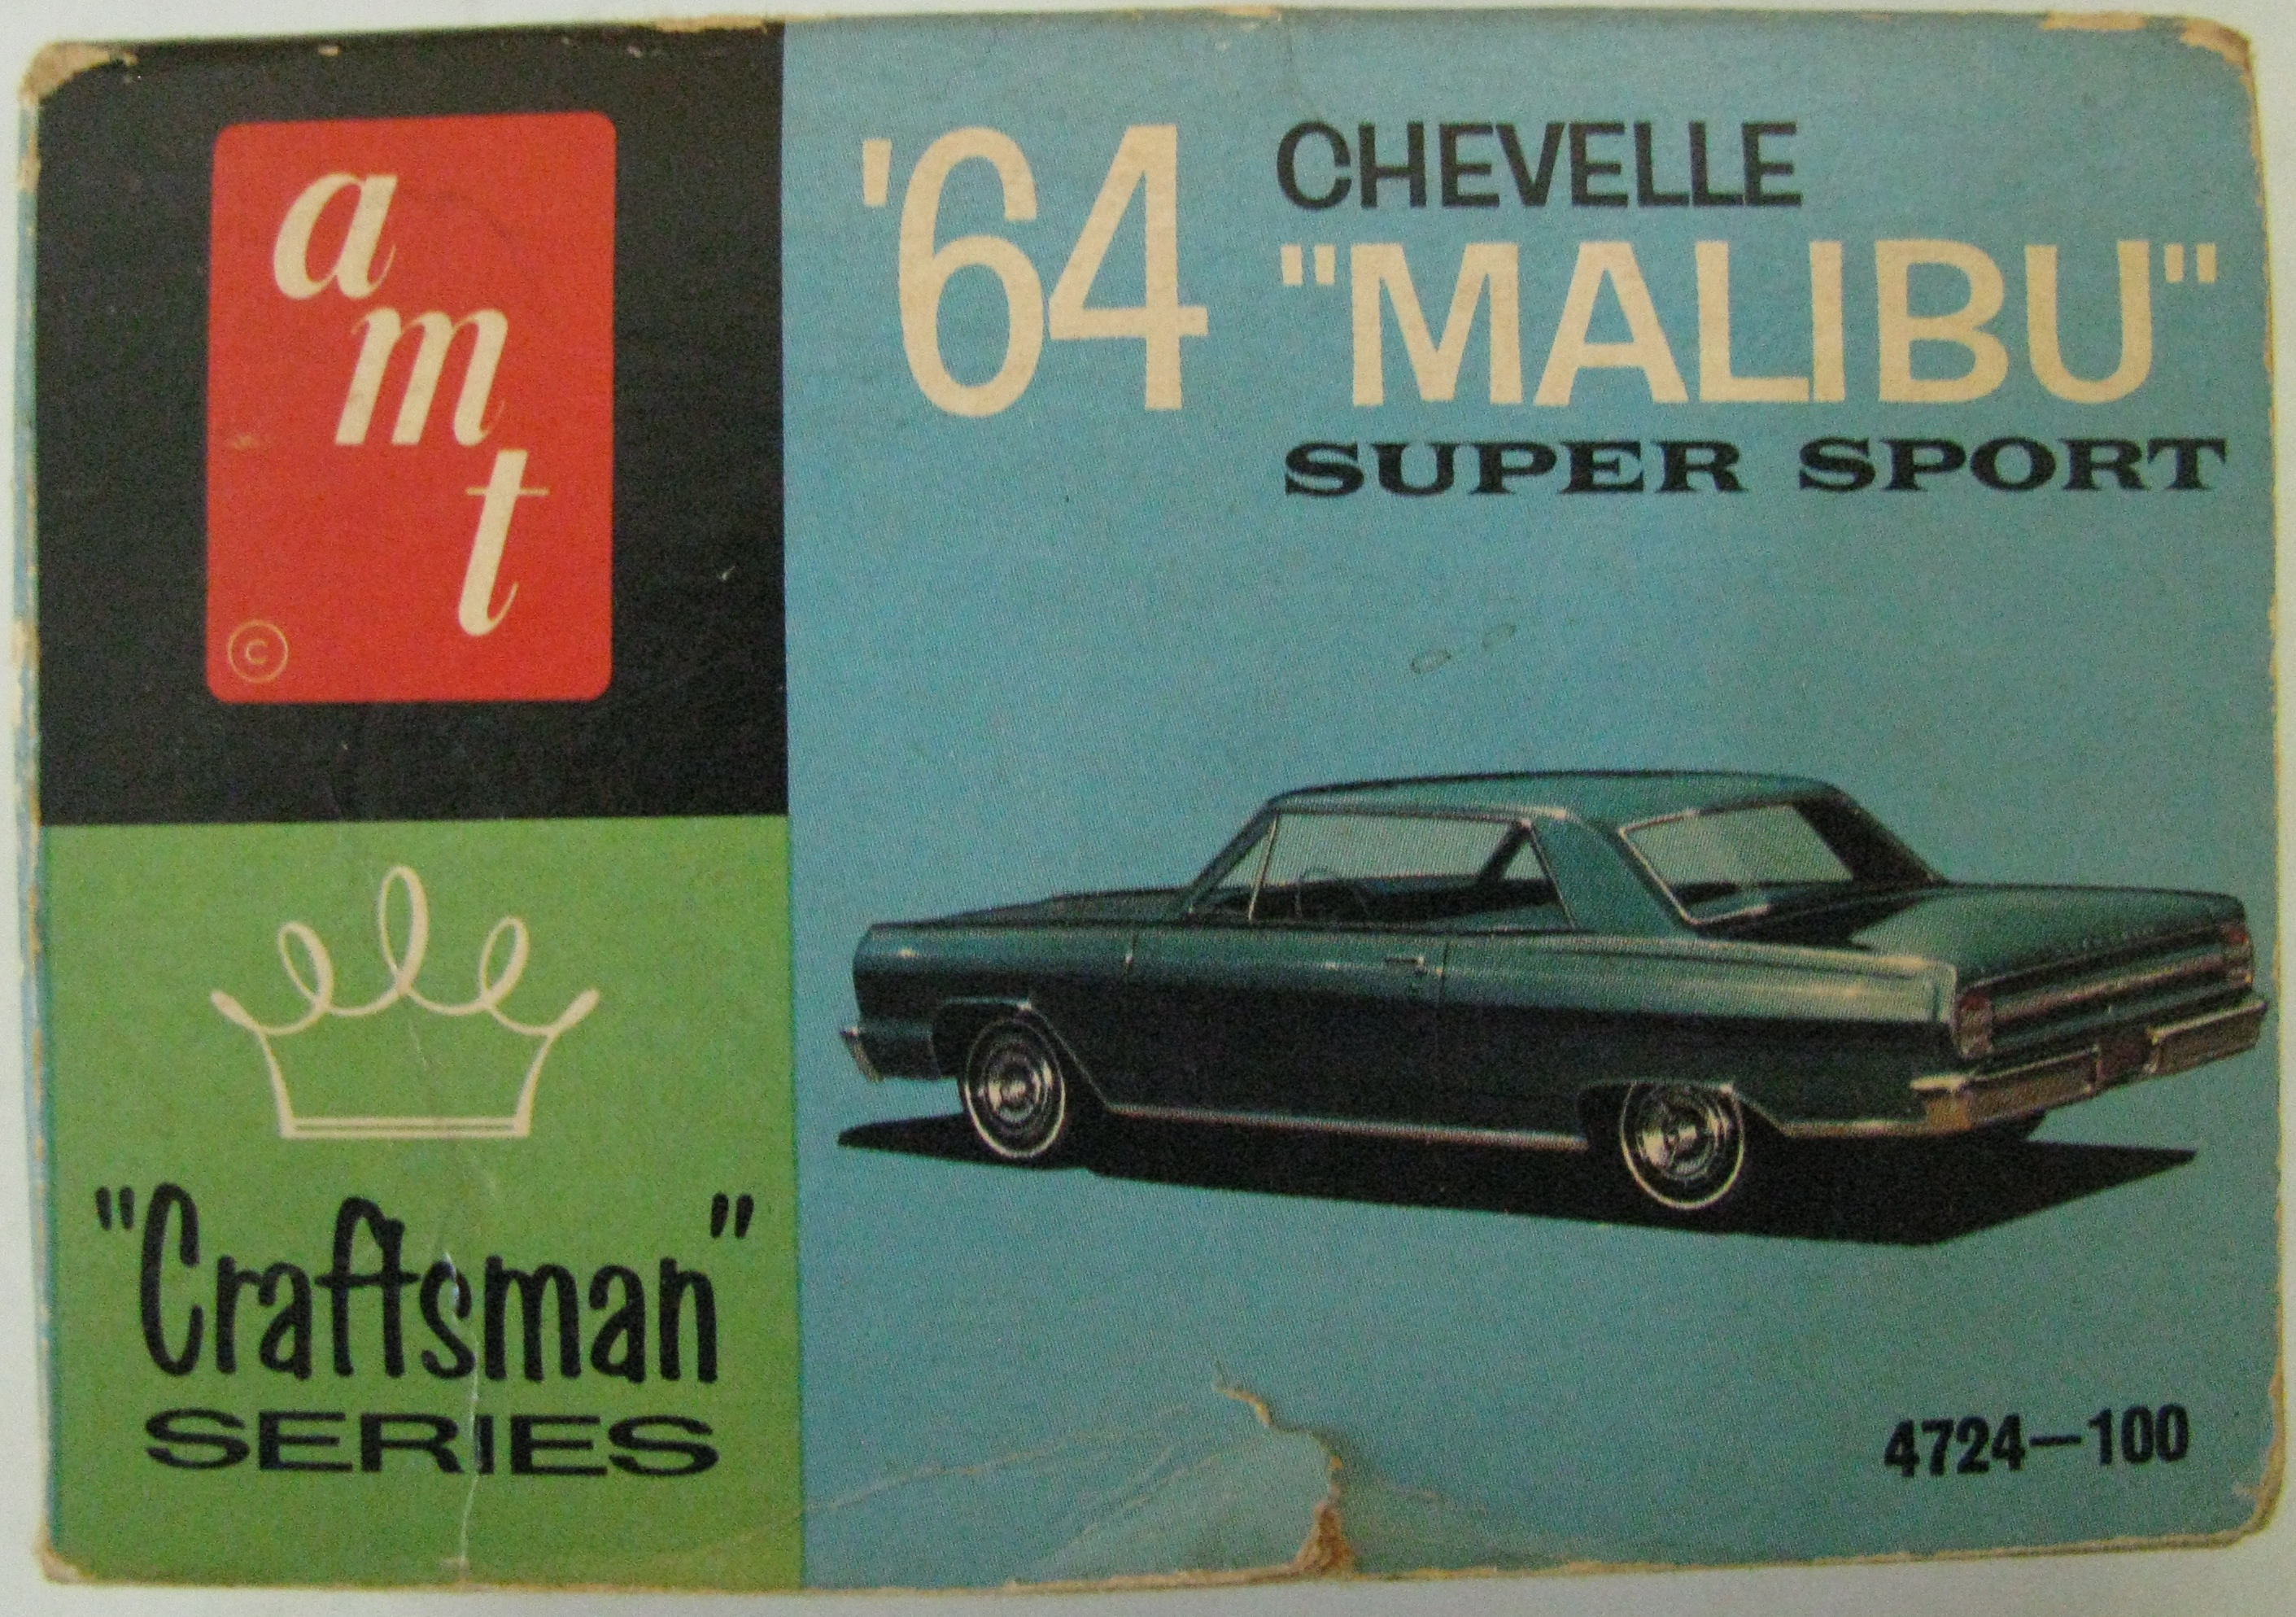 amt
©
'64
CHEVELLE
"MALIBU"
SUPER SPORT
"Craftsman"
SERIES
4724—100